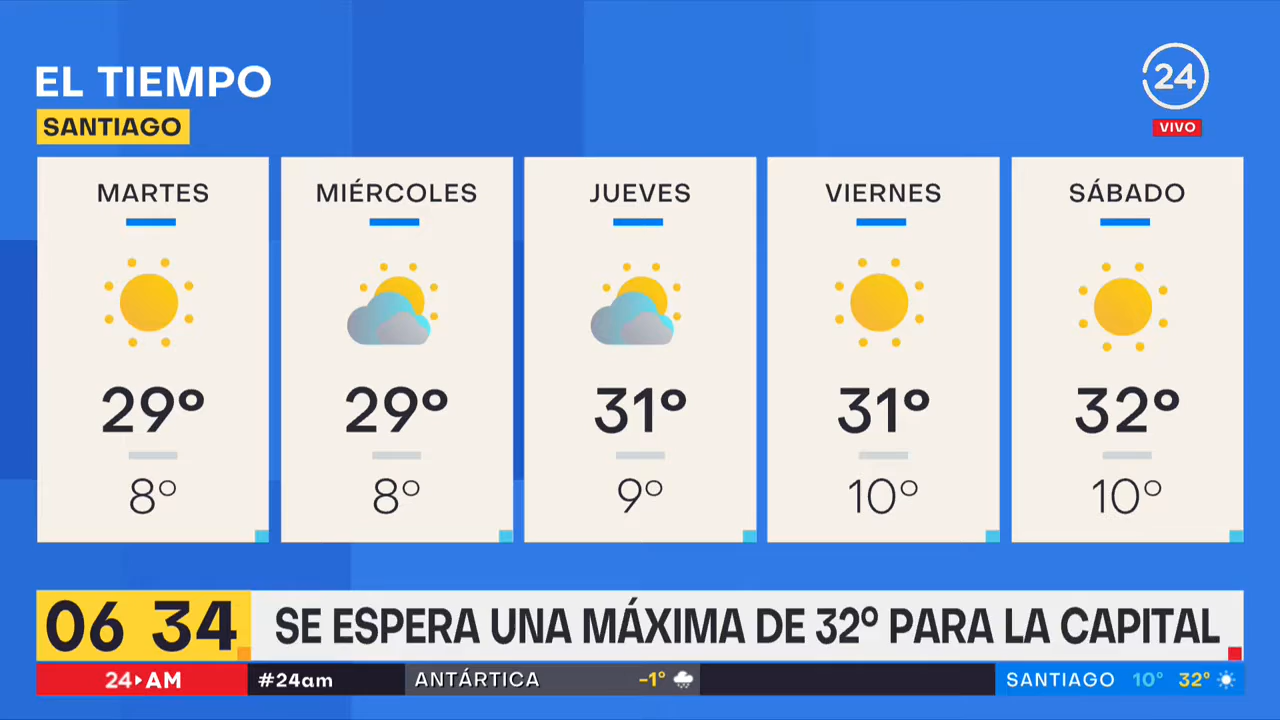 EL TIEMPO
SANTIAGO
24
VIVO
MARTES
29°
8°
MIÉRCOLES
29°
8°
JUEVES
31°
9°
VIERNES
31°
10°
SÁBADO
32°
10°
06 34
SE ESPERA UNA MÁXIMA DE 32º PARA LA CAPITAL
24 AM
#24am
ANTÁRTICA -1°
SANTIAGO 10° 32°